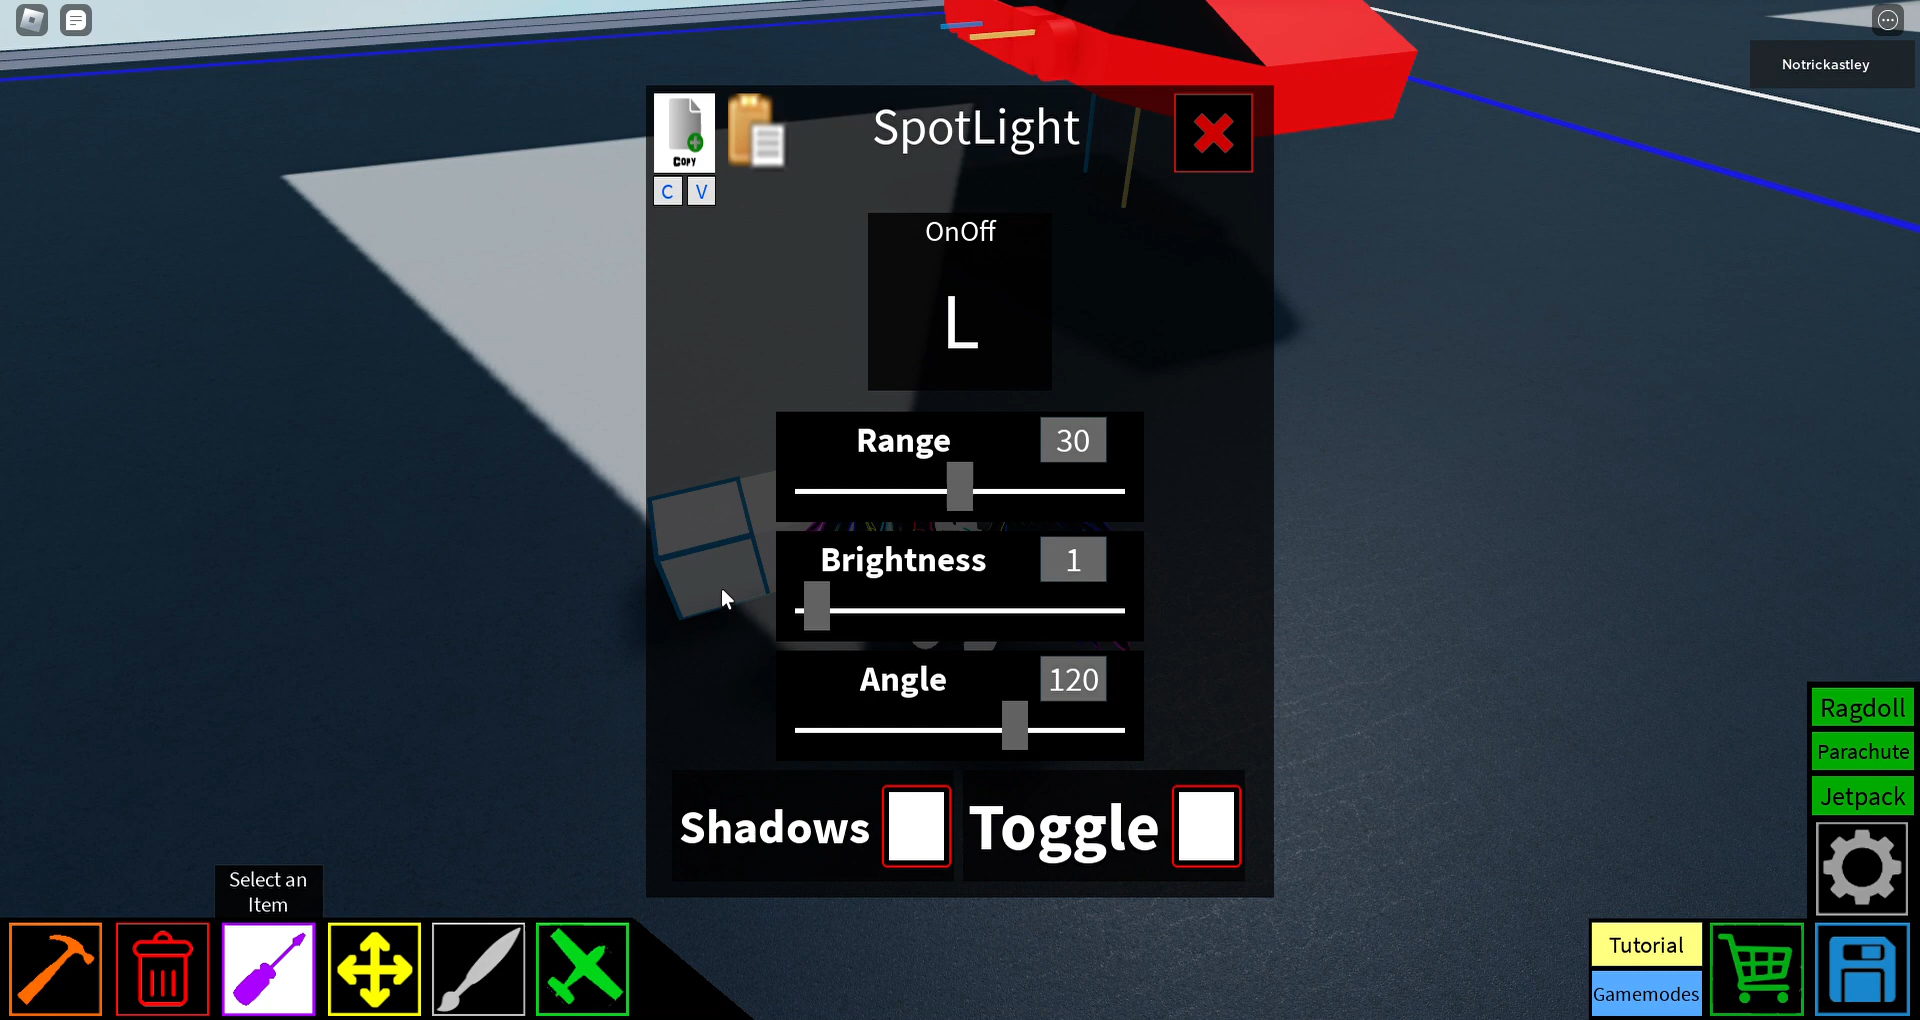 Notrickastley
SpotLight
Copy
C V
OnOff
L
Range 30
Brightness 1
Angle 120
Shadows Toggle
Ragdoll
Parachute
Jetpack
Select an
Item
Tutorial
Gamemodes